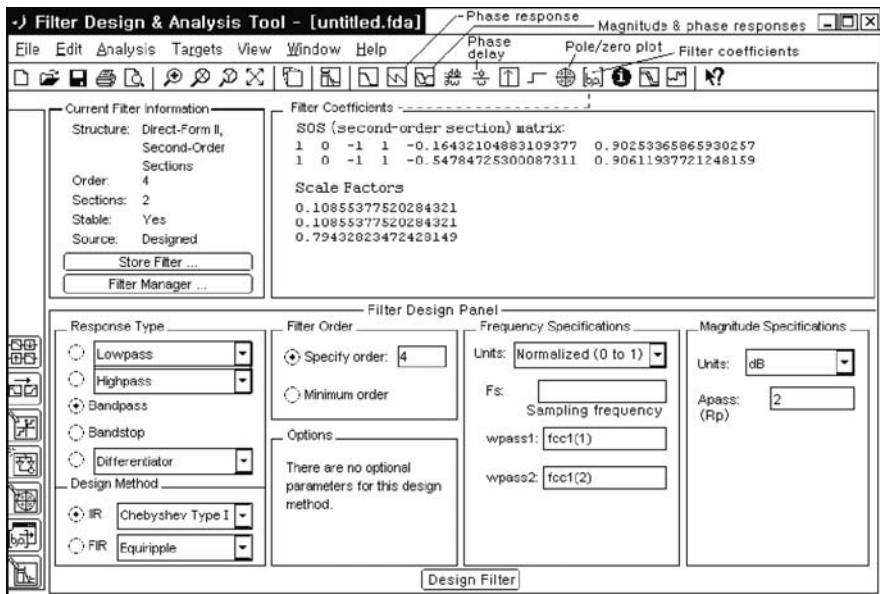 Filter Design & Analysis Tool - [untitled.fda]
Phase response
Magnitude & phase responses
File Edit Analysis Targets View Window Help
Phase delay
Pole/zero plot
Filter coefficients
Current Filter Information
Structure: Direct-Form II,
Second-Order
Sections
Order: 4
Sections: 2
Stable: Yes
Source: Designed
Store Filter ...
Filter Manager ...
Filter Coefficients
SOS (second-order section) matrix:
1 0 -1 1 -0.16432104883109377 0.90253365865930257
1 0 -1 1 -0.54784725300087311 0.90611937721248159
Scale Factors
0.10855377520284321
0.10855377520284321
0.79432823472428149
Filter Design Panel
Response Type
Lowpass
Highpass
Bandpass
Bandstop
Differentiator
Design Method
IIR Chebyshev Type I
FIR Equiripple
Filter Order
Specify order: 4
Minimum order
Options
There are no optional
parameters for this design
method.
Frequency Specifications
Units: Normalized (0 to 1)
Fs:
Sampling frequency
wpass1: fcc1(1)
wpass2: fcc1(2)
Magnitude Specifications
Units: dB
Apass: 2
(Rp)
Design Filter